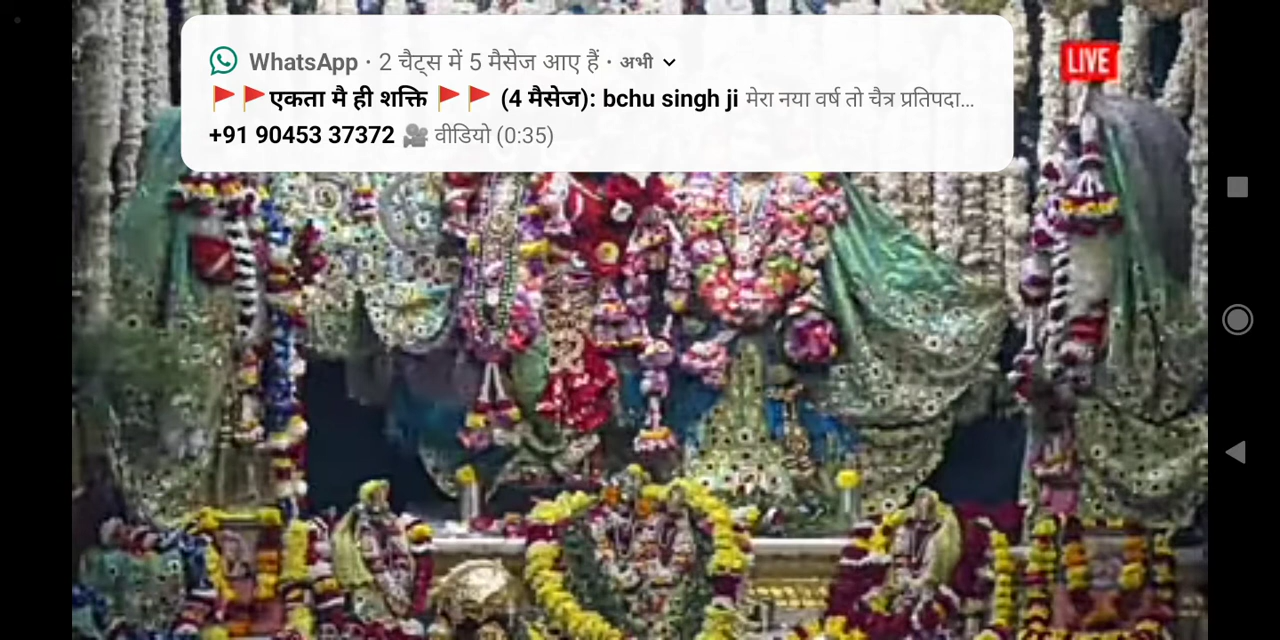 WhatsApp · 2 चैट्स में 5 मैसेज आए हैं · अभी
LIVE
🚩🚩एकता मै ही शक्ति 🚩🚩 (4 मैसेज): bchu singh ji मेरा नया वर्ष तो चैत्र प्रतिपदा…
+91 90453 37372 🎥 वीडियो (0:35)